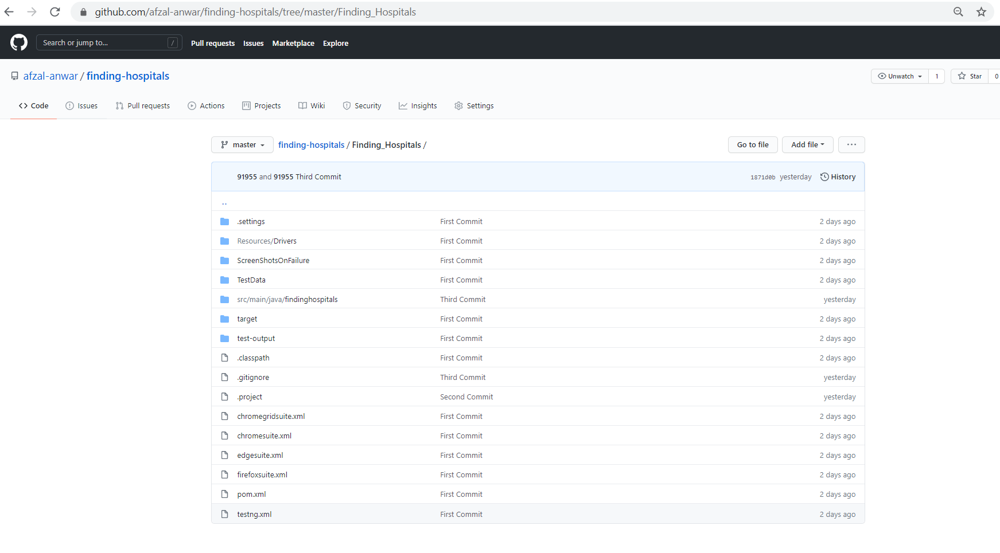 github.com/afzal-anwar/finding-hospitals/tree/master/Finding_Hospitals
Search or jump to... / Pull requests Issues Marketplace Explore
afzal-anwar / finding-hospitals Unwatch 1 Star 0
Code Issues Pull requests Actions Projects Wiki Security Insights Settings
master finding-hospitals / Finding_Hospitals / Go to file Add file ...
91955 and 91955 Third Commit 1871d0b yesterday History
..
.settings First Commit 2 days ago
Resources/Drivers First Commit 2 days ago
ScreenShotsOnFailure First Commit 2 days ago
TestData First Commit 2 days ago
src/main/java/findinghospitals Third Commit yesterday
target First Commit 2 days ago
test-output First Commit 2 days ago
.classpath First Commit 2 days ago
.gitignore Third Commit yesterday
.project Second Commit yesterday
chromegridsuite.xml First Commit 2 days ago
chromesuite.xml First Commit 2 days ago
edgesuite.xml First Commit 2 days ago
firefoxsuite.xml First Commit 2 days ago
pom.xml First Commit 2 days ago
testng.xml First Commit 2 days ago